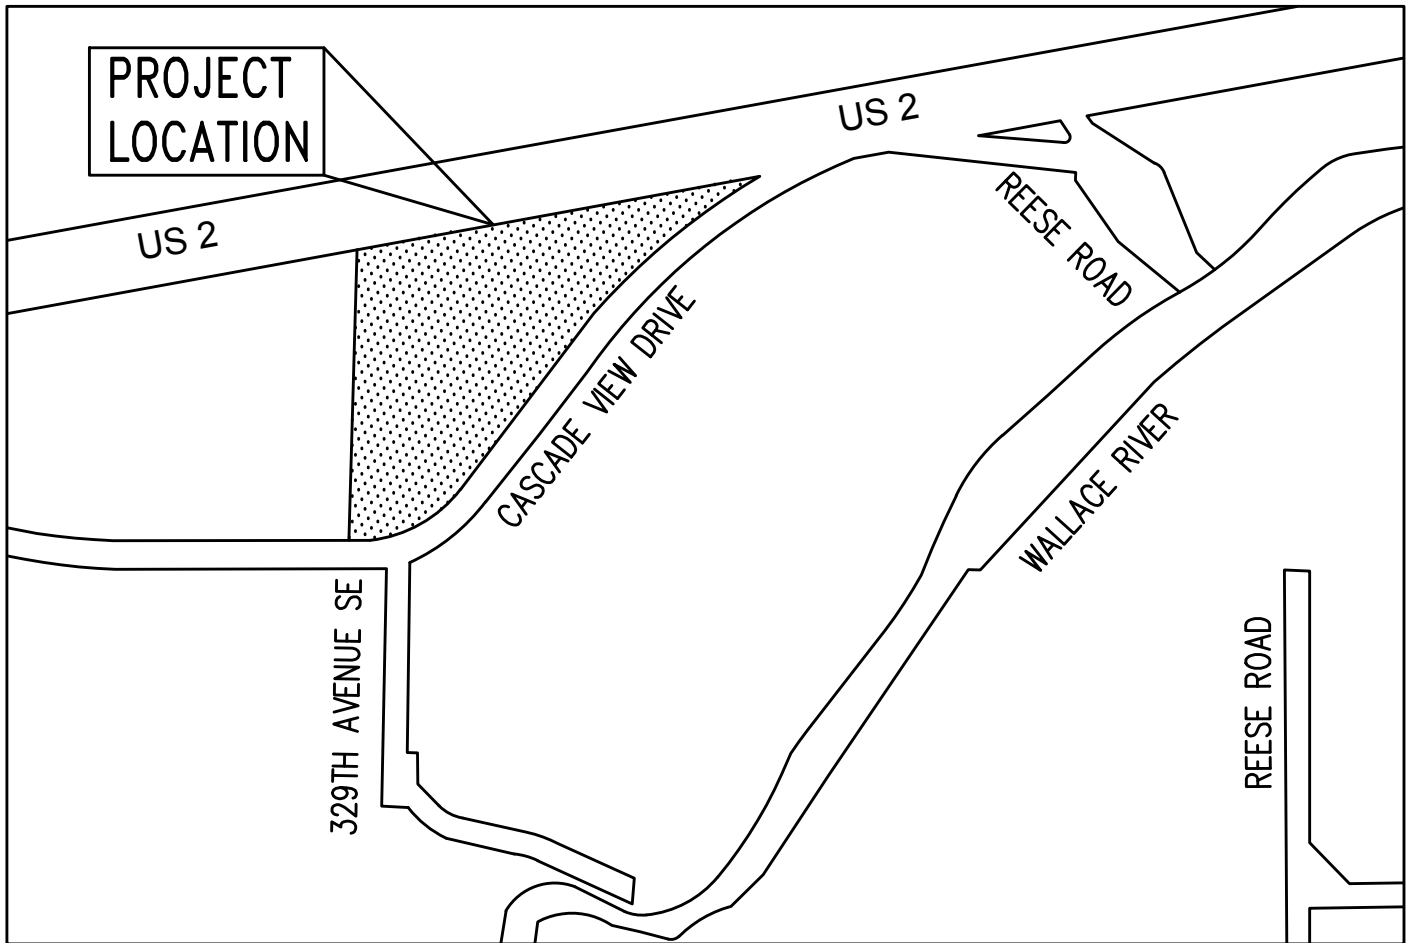 PROJECT
LOCATION
US 2
US 2
REESE ROAD
CASCADE VIEW DRIVE
WALLACE RIVER
329TH AVENUE SE
REESE ROAD